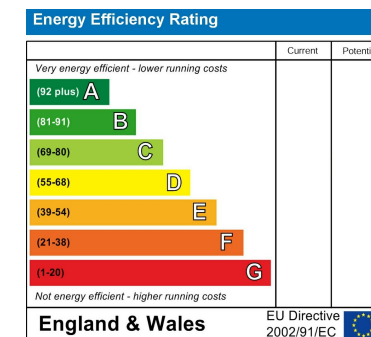 Energy Efficiency Rating
Current Potenti
Very energy efficient - lower running costs
(92 plus) A
(81-91) B
(69-80) C
(55-68) D
(39-54) E
(21-38) F
(1-20) G
Not energy efficient - higher running costs
England & Wales
EU Directive
2002/91/EC